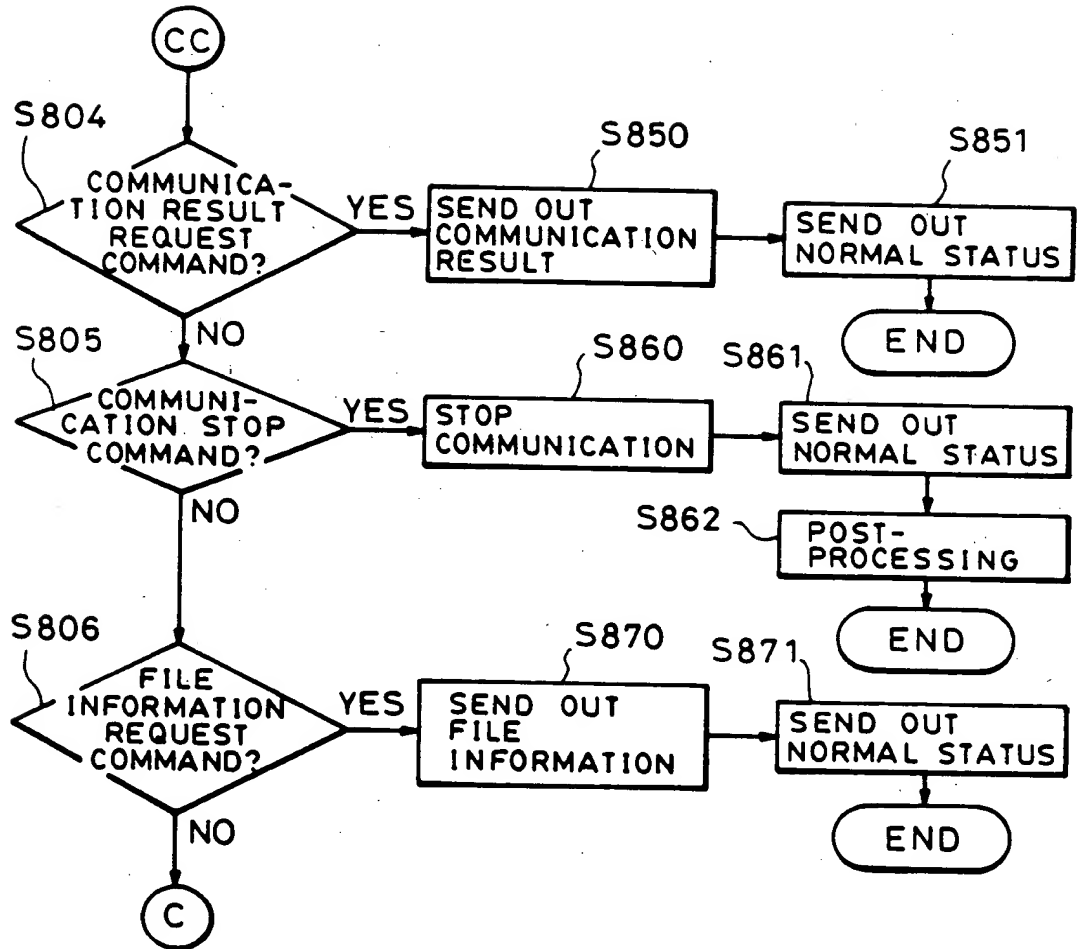 CC
S804
COMMUNICA-
TION RESULT
REQUEST
COMMAND?
YES
S850
SEND OUT
COMMUNICATION
RESULT
S851
SEND OUT
NORMAL STATUS
END
NO
S805
COMMUNI-
CATION STOP
COMMAND?
YES
S860
STOP
COMMUNICATION
S861
SEND OUT
NORMAL STATUS
S862
POST-
PROCESSING
END
NO
S806
FILE
INFORMATION
REQUEST
COMMAND?
YES
S870
SEND OUT
FILE
INFORMATION
S871
SEND OUT
NORMAL STATUS
END
NO
C